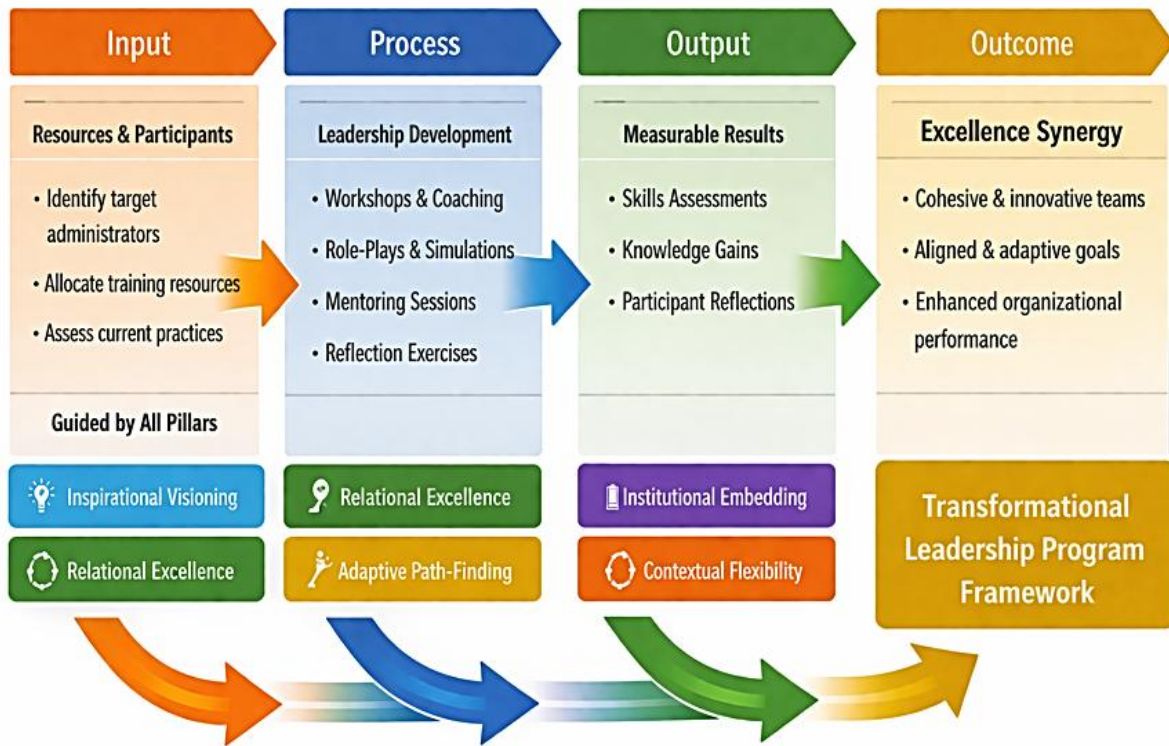 Input
Process
Output
Outcome
Resources & Participants
• Identify target
administrators
• Allocate training resources
• Assess current practices
Guided by All Pillars
Leadership Development
• Workshops & Coaching
• Role-Plays & Simulations
• Mentoring Sessions
• Reflection Exercises
Measurable Results
• Skills Assessments
• Knowledge Gains
• Participant Reflections
Excellence Synergy
• Cohesive & innovative teams
• Aligned & adaptive goals
• Enhanced organizational
performance
Inspirational Visioning
Relational Excellence
Relational Excellence
Adaptive Path-Finding
Institutional Embedding
Contextual Flexibility
Transformational
Leadership Program
Framework